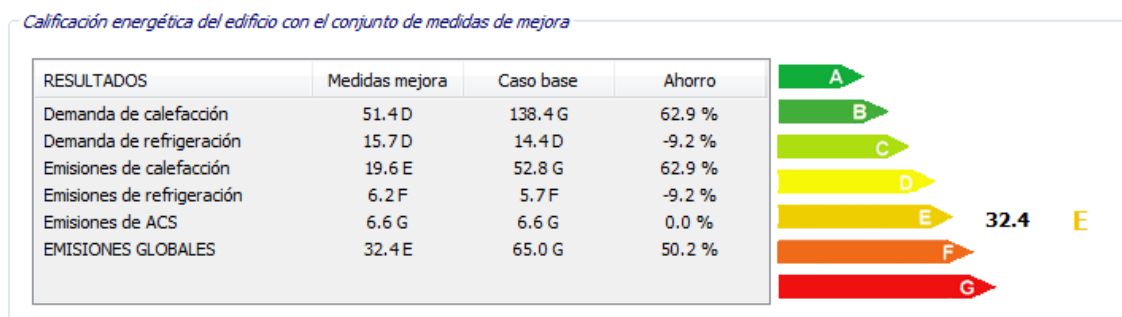 Calificación energética del edificio con el conjunto de medidas de mejora
RESULTADOS Medidas mejora Caso base Ahorro
Demanda de calefacción 51.4 D 138.4 G 62.9 %
Demanda de refrigeración 15.7 D 14.4 D -9.2 %
Emisiones de calefacción 19.6 E 52.8 G 62.9 %
Emisiones de refrigeración 6.2 F 5.7 F -9.2 %
Emisiones de ACS 6.6 G 6.6 G 0.0 %
EMISIONES GLOBALES 32.4 E 65.0 G 50.2 %
A
B
C
D
E 32.4 E
F
G